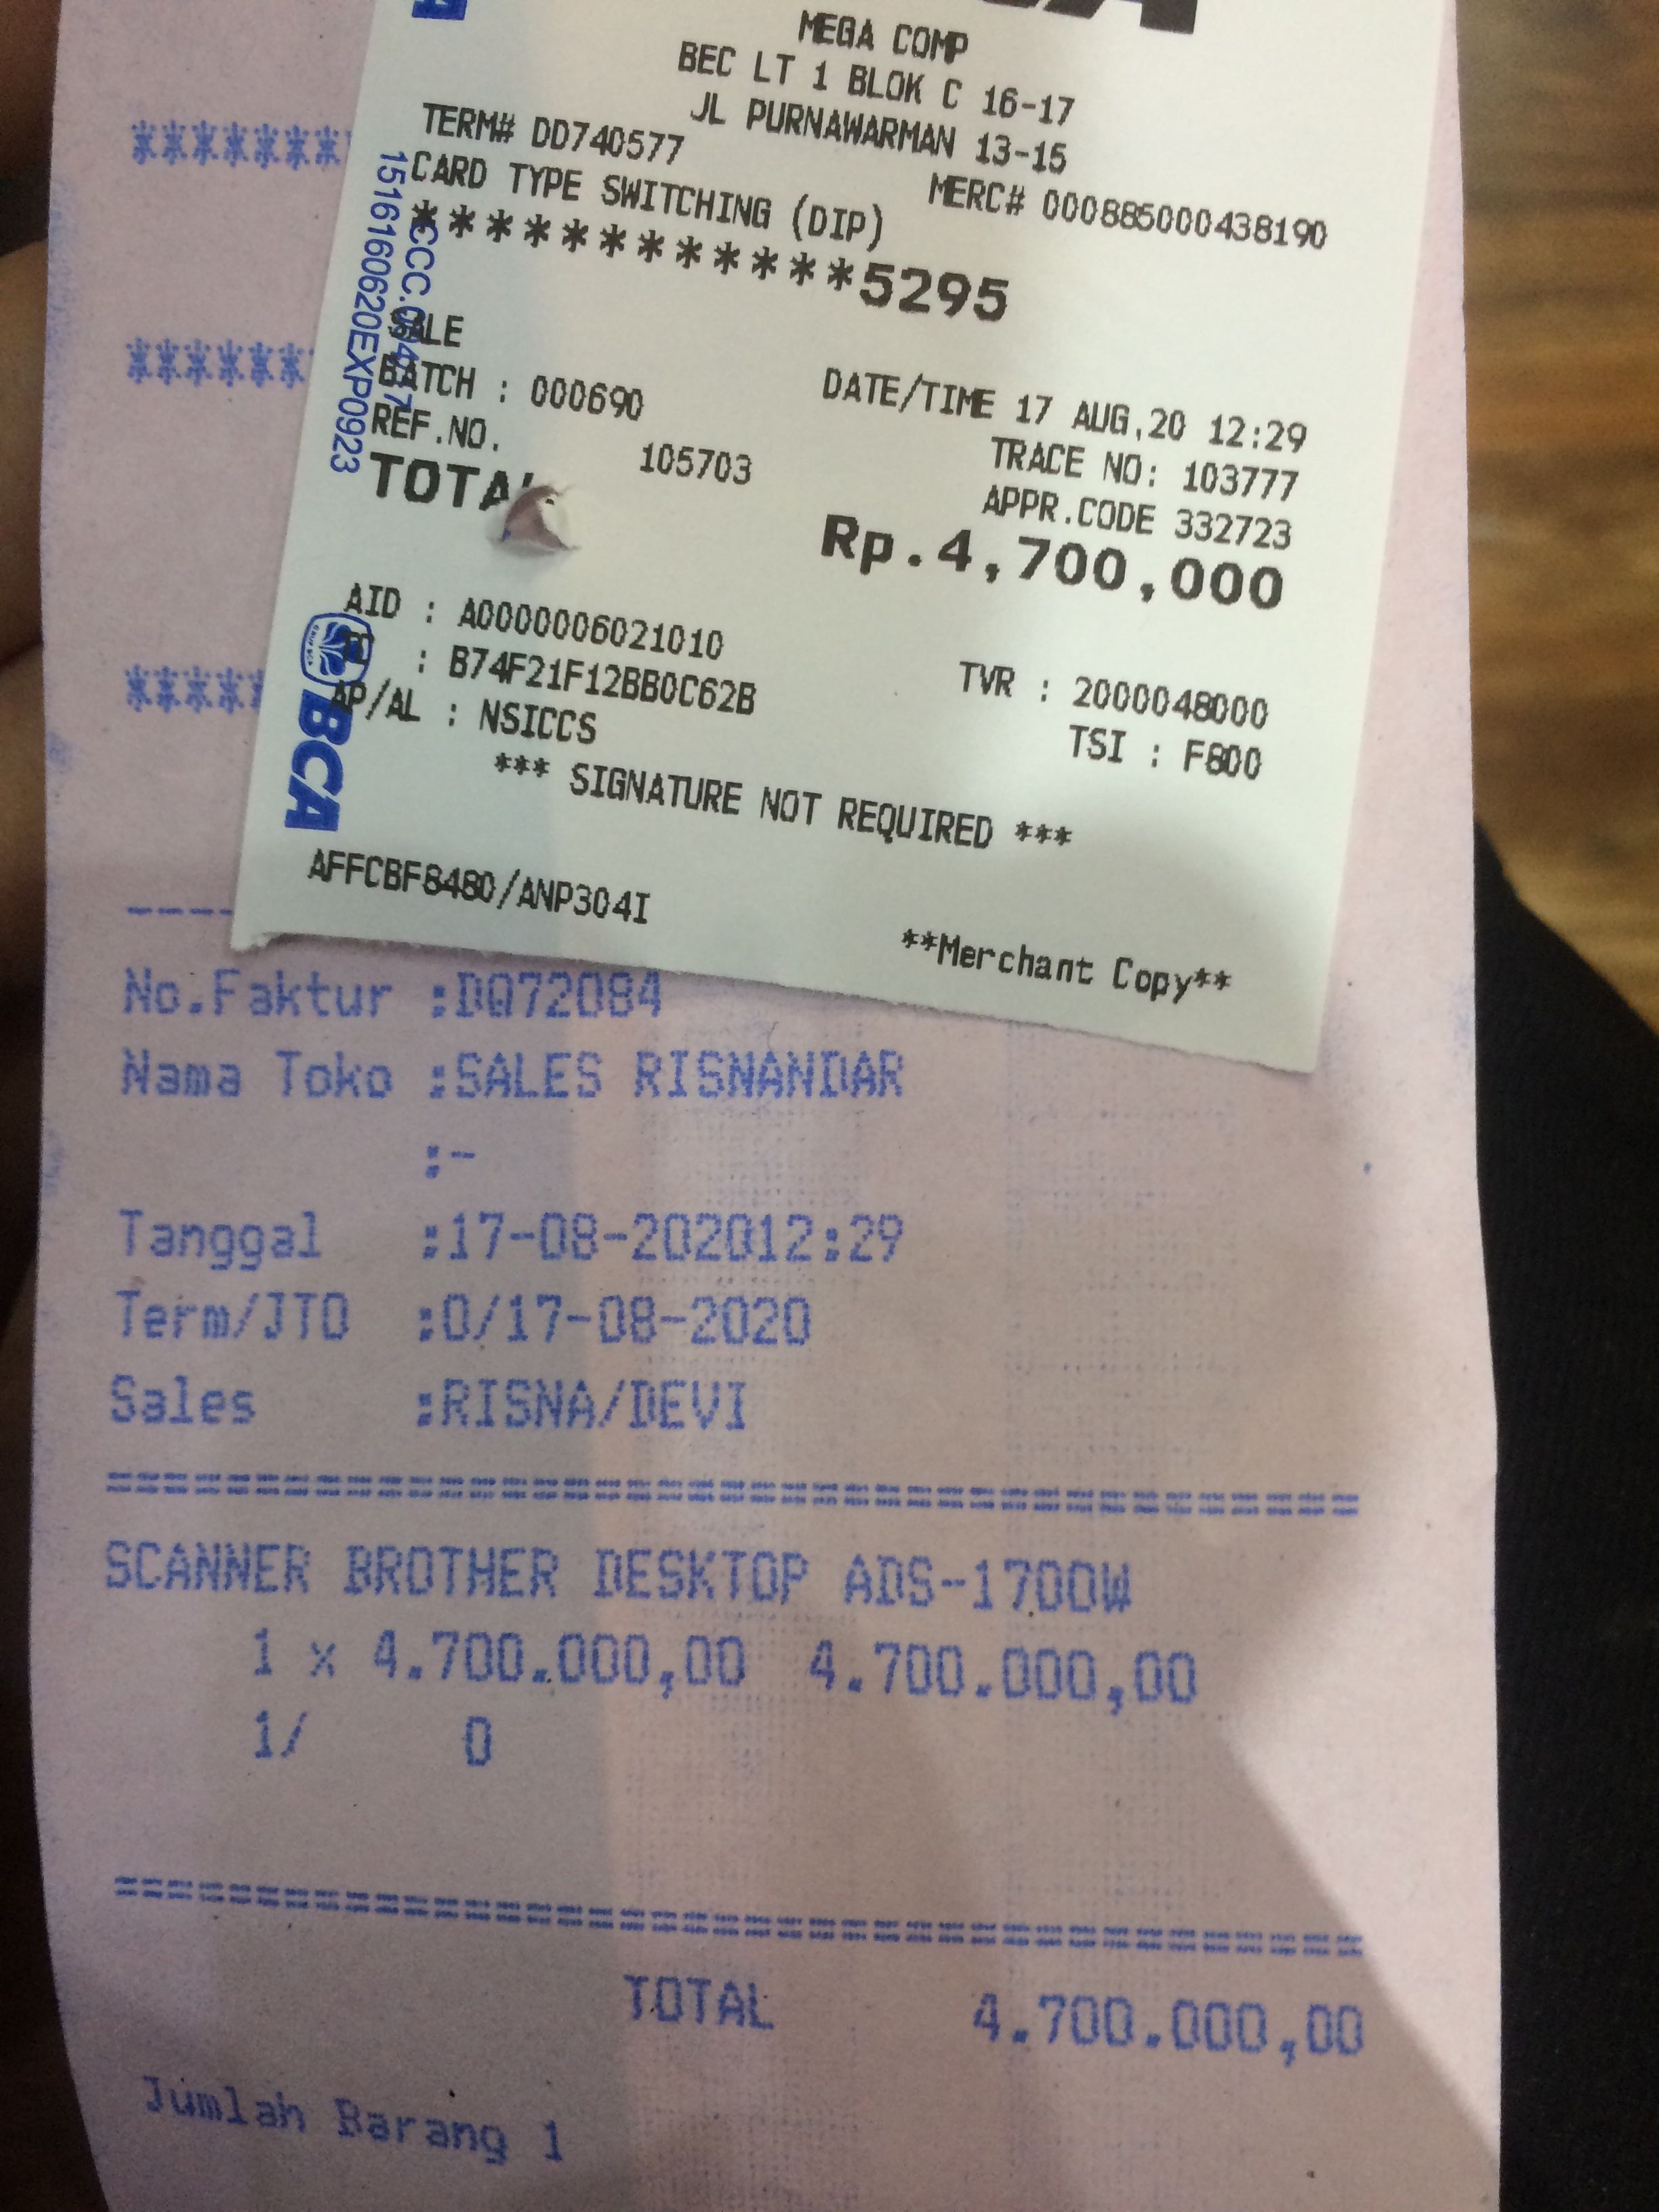 MEGA COMP
BEC LT 1 BLOK C 16-17
JL PURNAWARMAN 13-15
TERM# DD740577 MERC# 000885000438190
CARD TYPE SWITCHING (DIP)
************5295
SALE
DATE/TIME 17 AUG,20 12:29
BATCH : 000690 TRACE NO: 103777
REF.NO. 105703 APPR.CODE 332723
TOTAL Rp.4,700,000
AID : A0000006021010
: B74F21F12BB0C62B TVR : 2000048000
AP/AL : NSICCS TSI : F800
*** SIGNATURE NOT REQUIRED ***
AFFCBF8480/ANP304I
**Merchant Copy**
1516160620EXP0923
BCA
*******
******
*****
----
No.Faktur :DQ72084
Nama Toko :SALES RISNANDAR
:-
Tanggal :17-08-202012:29
Term/JTO :0/17-08-2020
Sales :RISNA/DEVI
==========================================
SCANNER BROTHER DESKTOP ADS-1700W
1 x 4.700.000,00 4.700.000,00
1/ 0
==========================================
TOTAL 4.700.000,00
Jumlah Barang 1